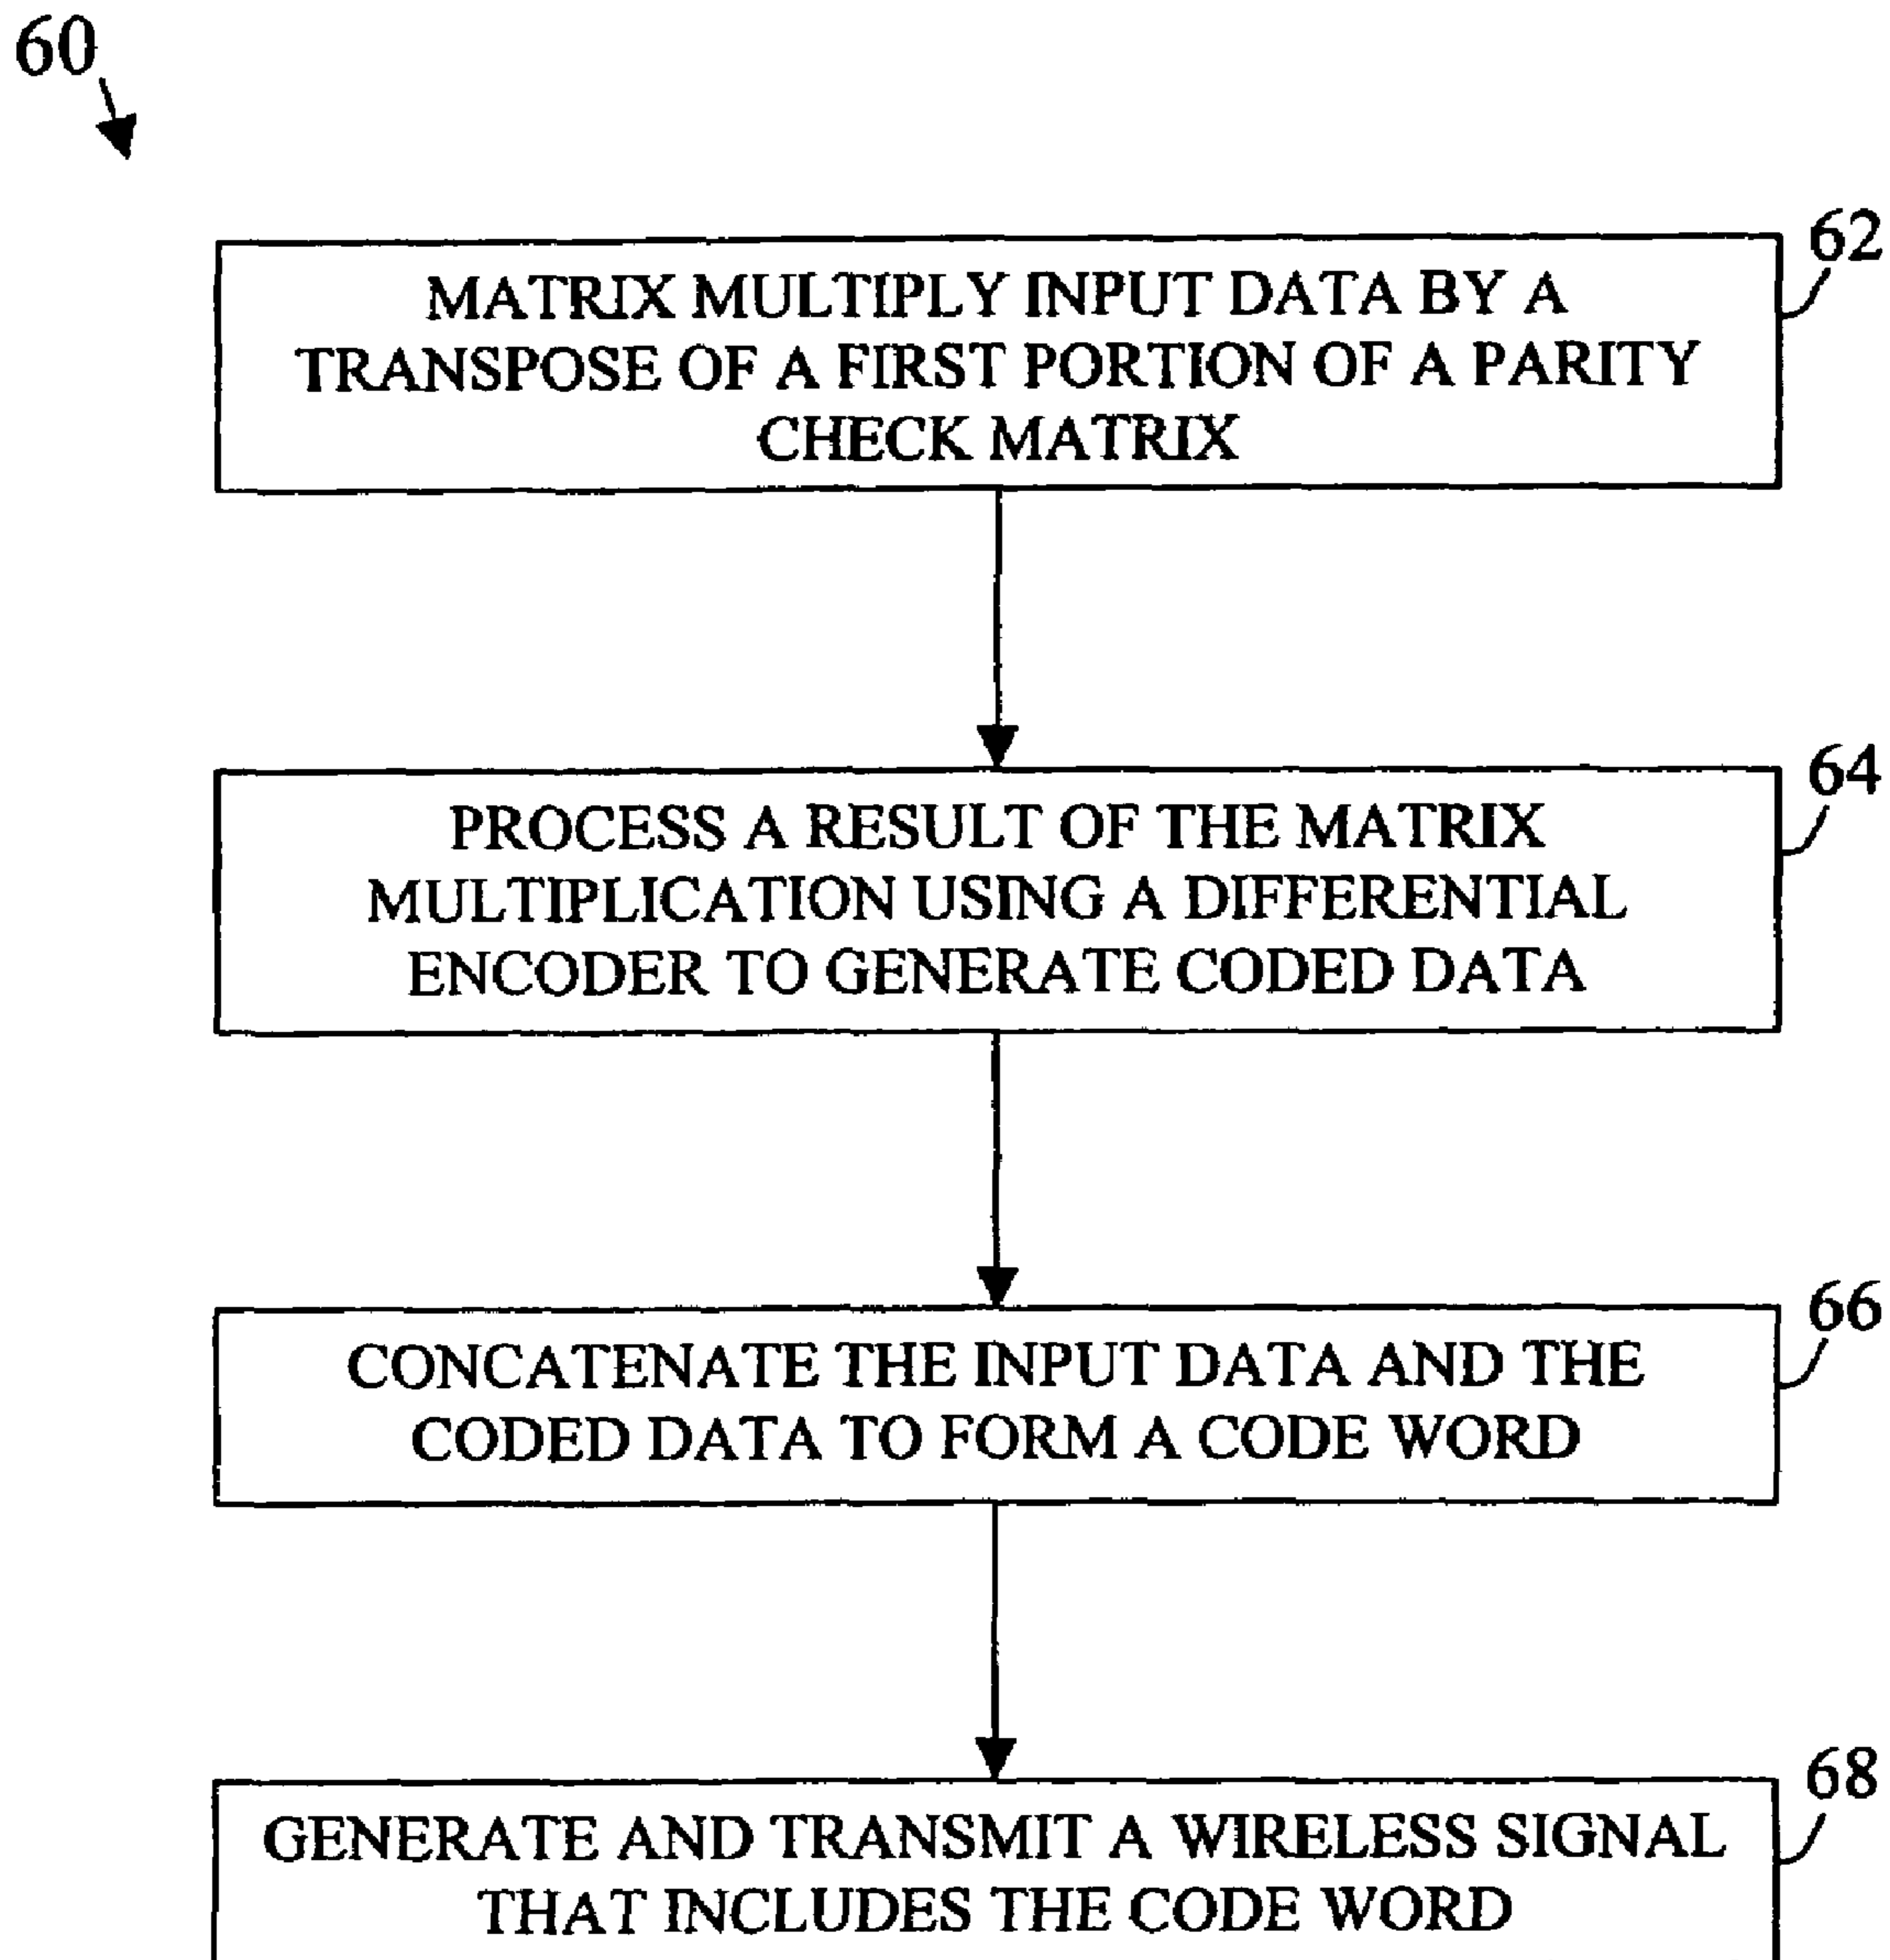 60
62
MATRIX MULTIPLY INPUT DATA BY A
TRANSPOSE OF A FIRST PORTION OF A PARITY
CHECK MATRIX
64
PROCESS A RESULT OF THE MATRIX
MULTIPLICATION USING A DIFFERENTIAL
ENCODER TO GENERATE CODED DATA
66
CONCATENATE THE INPUT DATA AND THE
CODED DATA TO FORM A CODE WORD
68
GENERATE AND TRANSMIT A WIRELESS SIGNAL
THAT INCLUDES THE CODE WORD